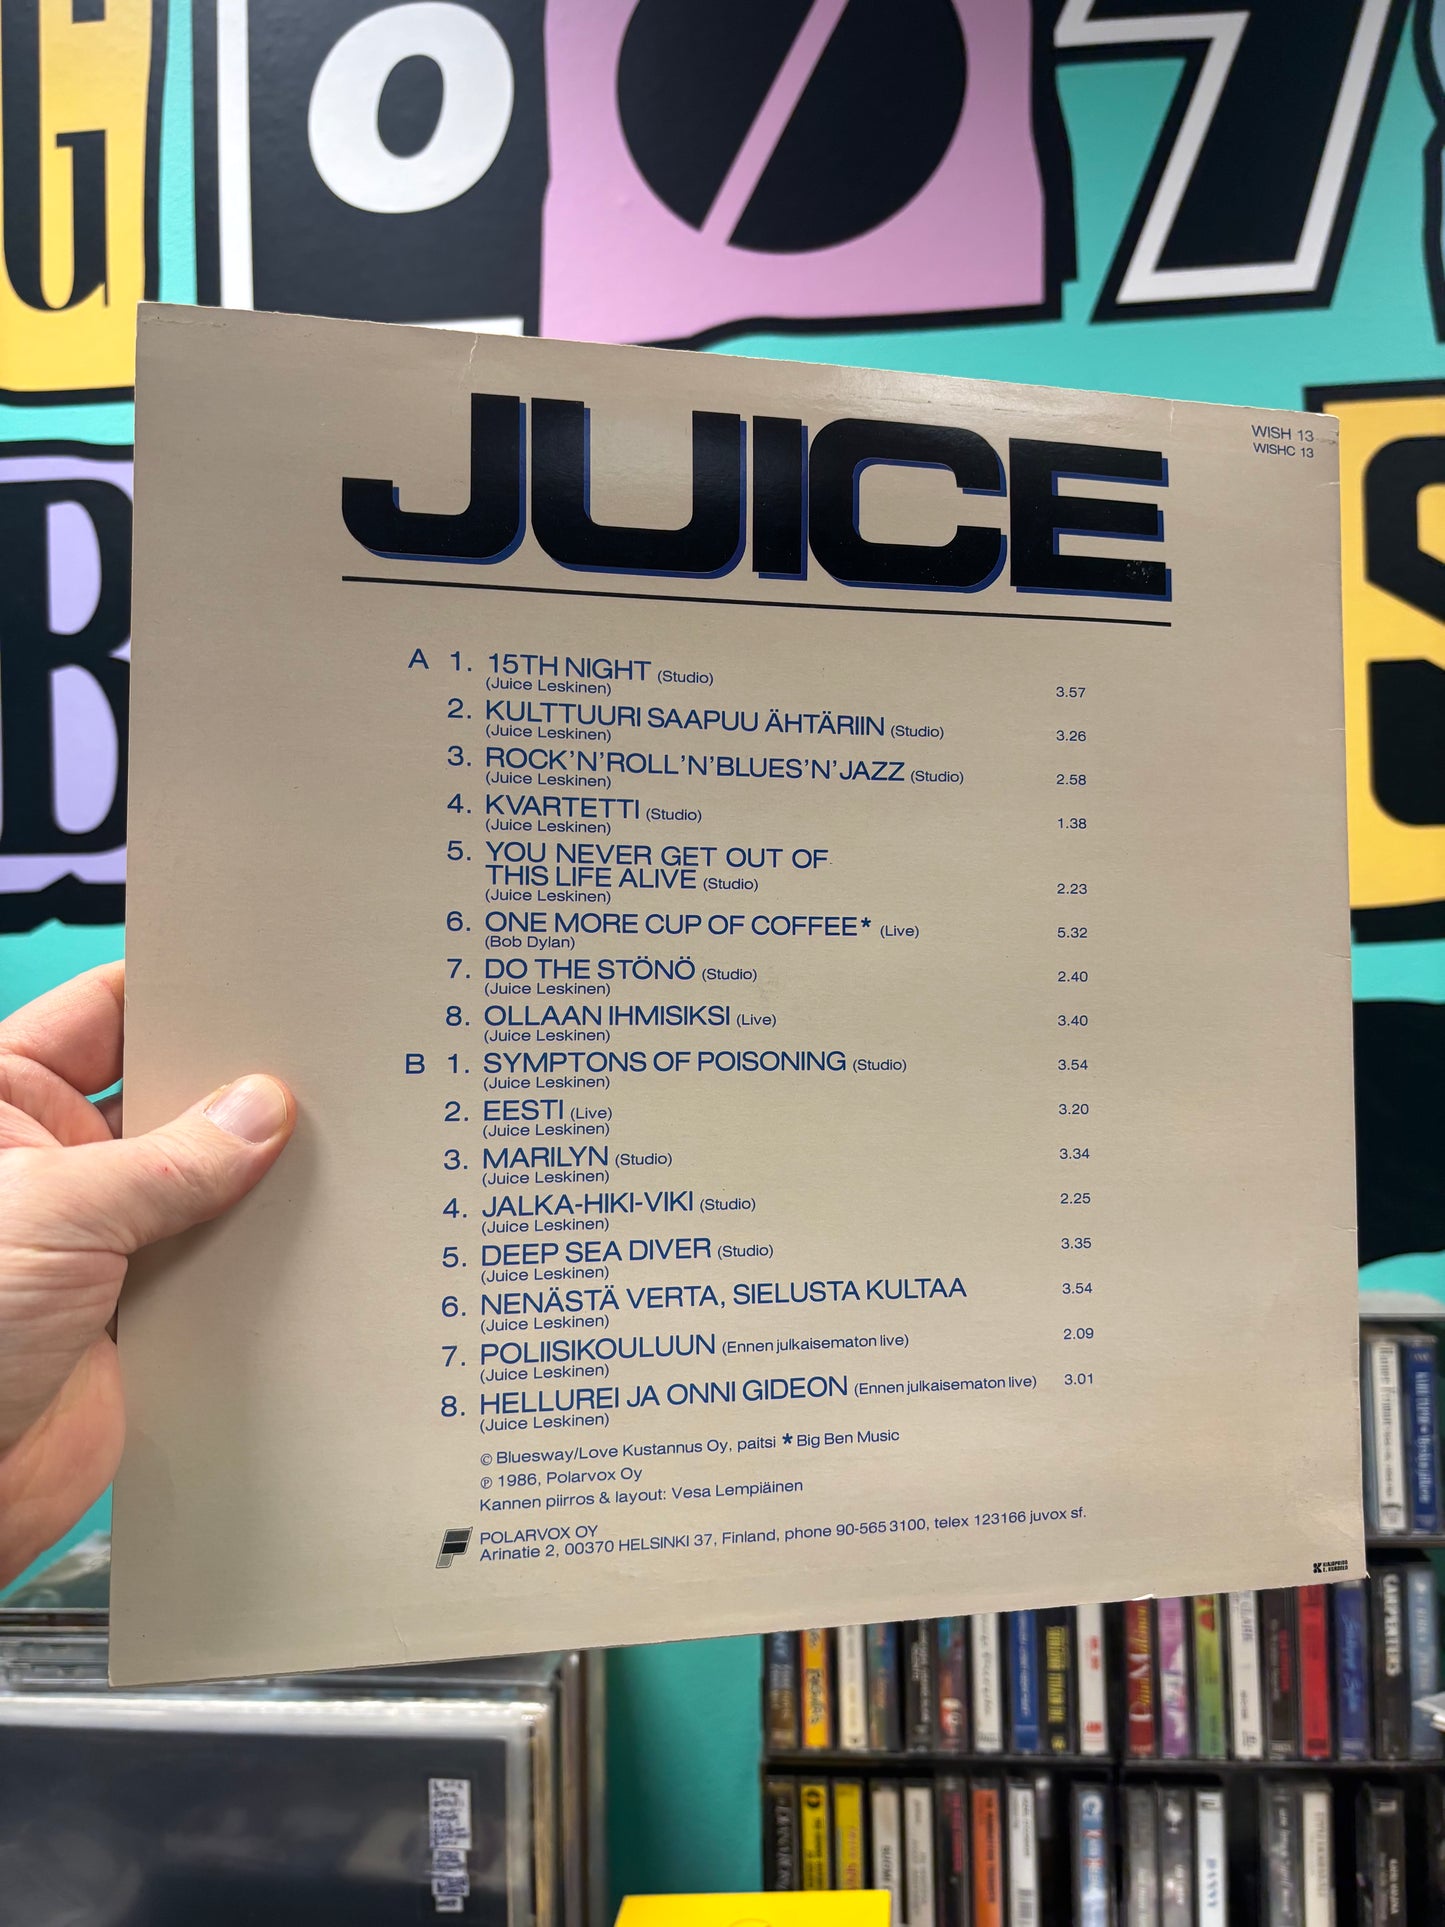 JUICE
WISH 13
WISHC 13
A 1. 15TH NIGHT (Studio) 3.57
(Juice Leskinen)
2. KULTTUURI SAAPUU ÄHTÄRIIN (Studio) 3.26
(Juice Leskinen)
3. ROCK'N'ROLL'N'BLUES'N'JAZZ (Studio) 2.58
(Juice Leskinen)
4. KVARTETTI (Studio) 1.38
(Juice Leskinen)
5. YOU NEVER GET OUT OF
THIS LIFE ALIVE (Studio) 2.23
(Juice Leskinen)
6. ONE MORE CUP OF COFFEE* (Live) 5.32
(Bob Dylan)
7. DO THE STÖNÖ (Studio) 2.40
(Juice Leskinen)
8. OLLAAN IHMISIKSI (Live) 3.40
(Juice Leskinen)
B 1. SYMPTONS OF POISONING (Studio) 3.54
(Juice Leskinen)
2. EESTI (Live) 3.20
(Juice Leskinen)
3. MARILYN (Studio) 3.34
(Juice Leskinen)
4. JALKA-HIKI-VIKI (Studio) 2.25
(Juice Leskinen)
5. DEEP SEA DIVER (Studio) 3.35
(Juice Leskinen)
6. NENÄSTÄ VERTA, SIELUSTA KULTAA 3.54
(Juice Leskinen)
7. POLIISIKOULUUN (Ennen julkaisematon live) 2.09
(Juice Leskinen)
8. HELLUREI JA ONNI GIDEON (Ennen julkaisematon live) 3.01
(Juice Leskinen)
© Bluesway/Love Kustannus Oy, paitsi * Big Ben Music
℗ 1986, Polarvox Oy
Kannen piirros & layout: Vesa Lempiäinen
POLARVOX OY
Arinatie 2, 00370 HELSINKI 37, Finland, phone 90-565 3100, telex 123166 juvox sf.
CARPENTERS